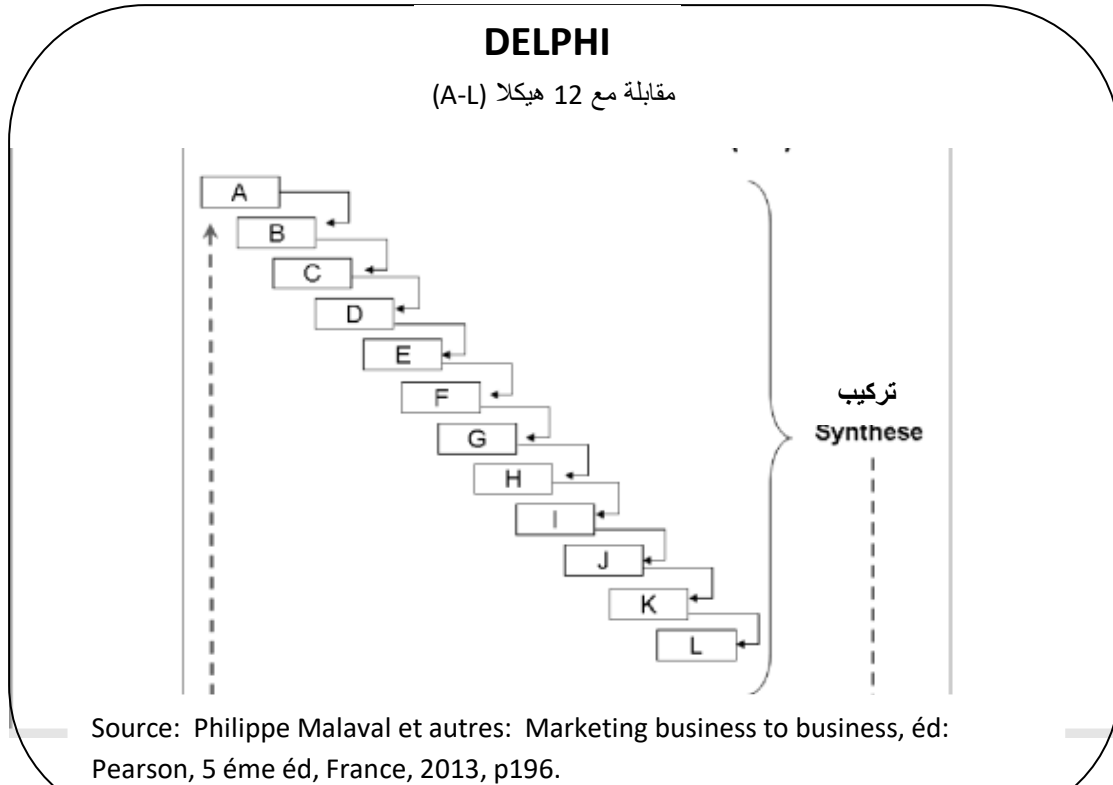 DELPHI
مقابلة مع 12 هيكلا (A-L)
A
B
C
D
E
F
G
H
I
J
K
L
تركيب
Synthese
Source: Philippe Malaval et autres: Marketing business to business, éd:
Pearson, 5 éme éd, France, 2013, p196.